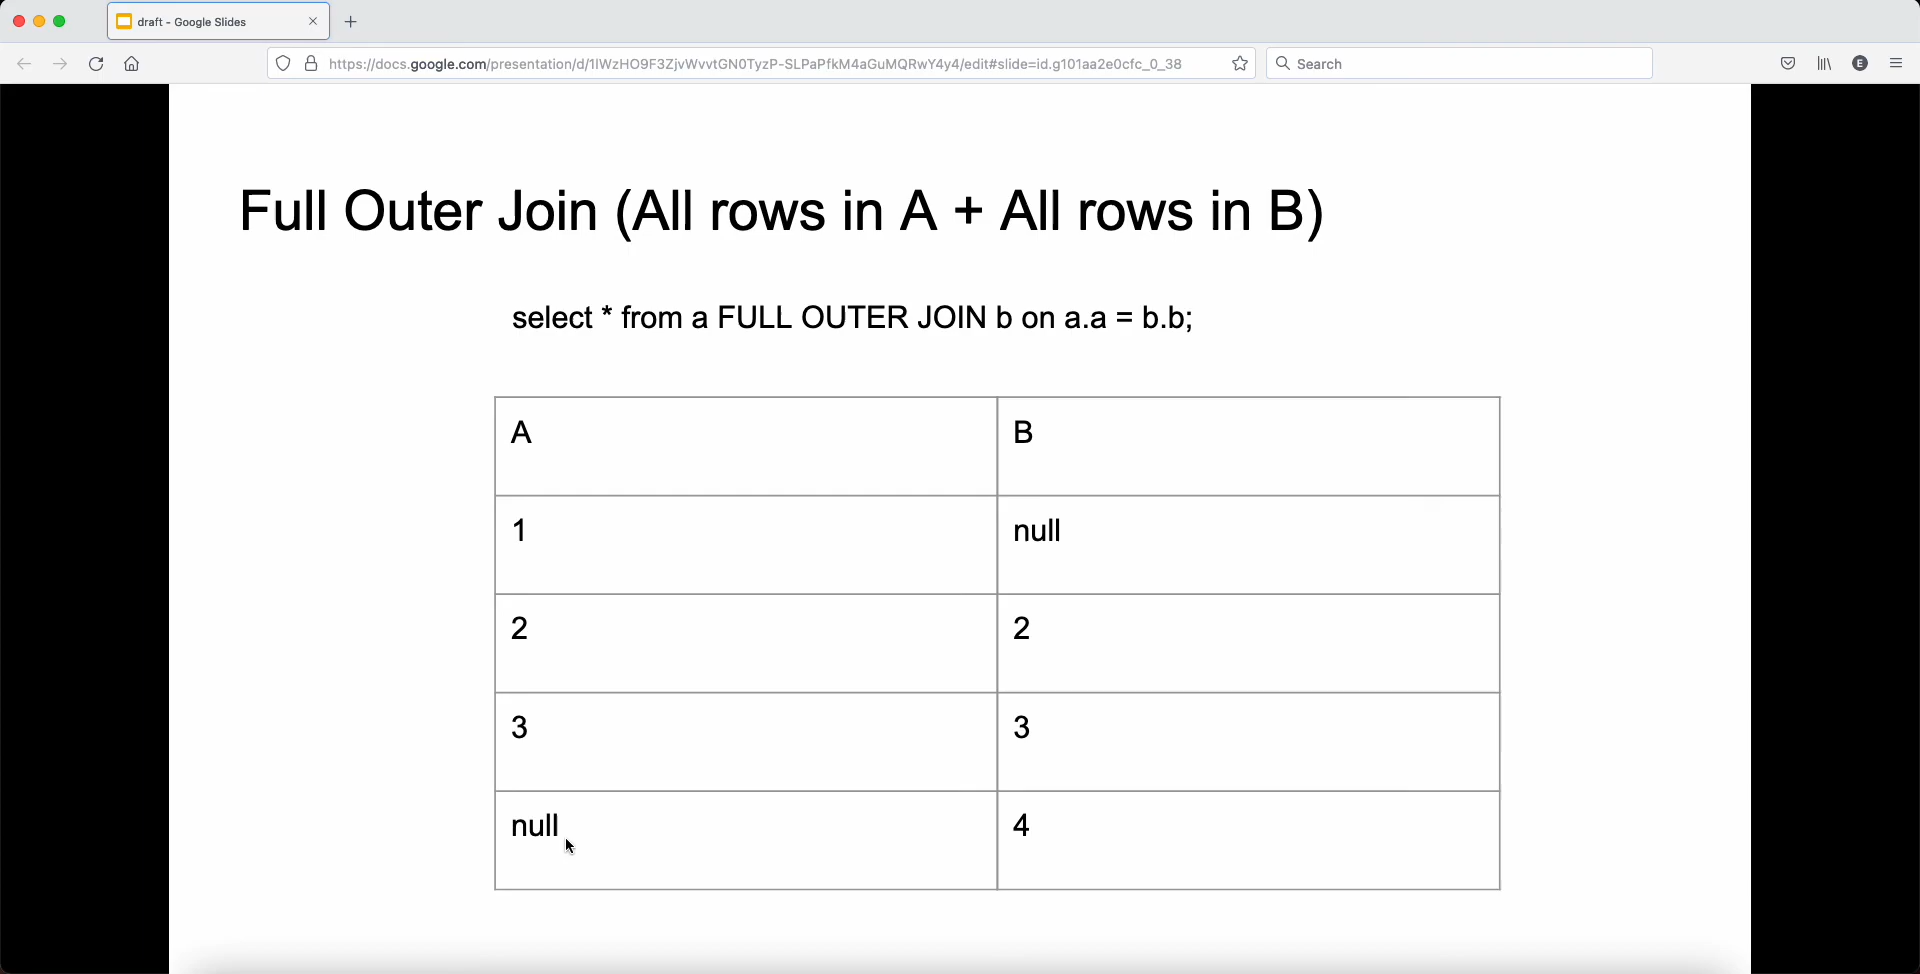 draft - Google Slides
https://docs.google.com/presentation/d/1lWzHO9F3ZjvWvvtGN0TyzP-SLPaPfkM4aGuMQRwY4y4/edit#slide=id.g101aa2e0cfc_0_38
Search
E
Full Outer Join (All rows in A + All rows in B)
select * from a FULL OUTER JOIN b on a.a = b.b;
A B
1 null
2 2
3 3
null 4